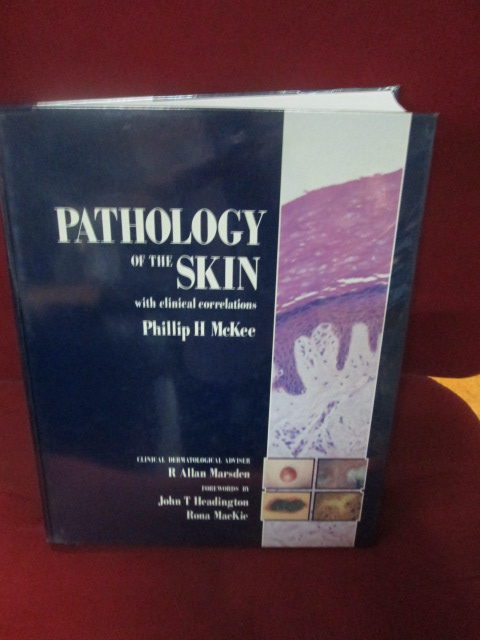 PATHOLOGY
OF THE SKIN
with clinical correlations
Phillip H McKee
CLINICAL DERMATOLOGICAL ADVISER
R Allan Marsden
FOREWORDS BY
John T Headington
Rona MacKie